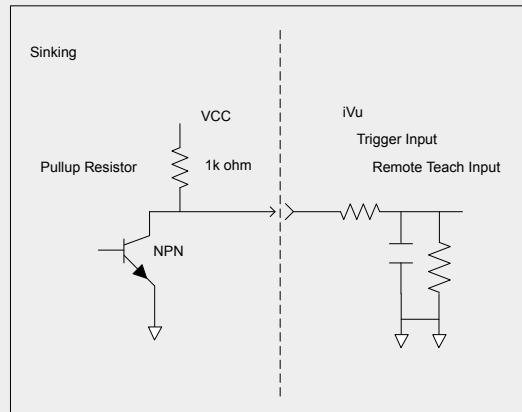 Sinking
VCC
1k ohm
Pullup Resistor
NPN
iVu
Trigger Input
Remote Teach Input